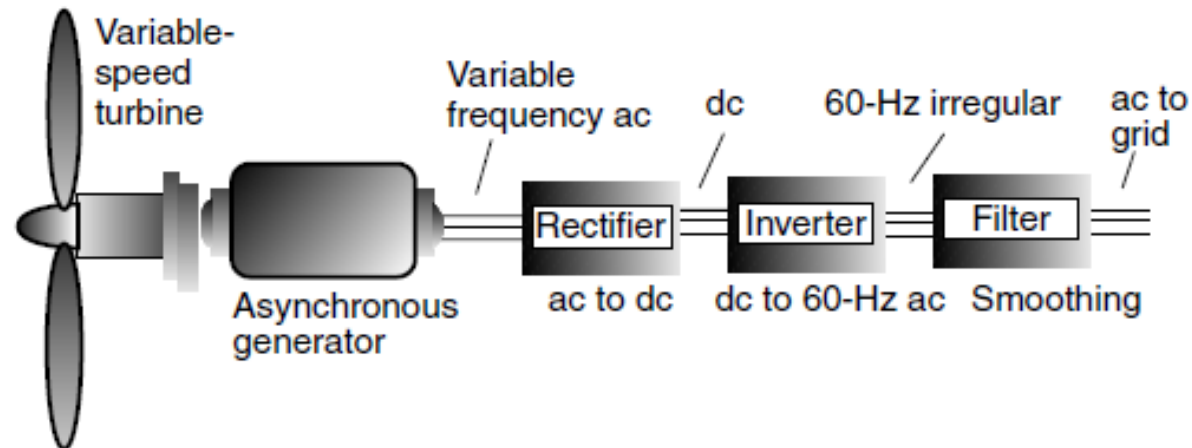 Variable-
speed
turbine
Variable
frequency ac
dc
60-Hz irregular
ac to
grid
Rectifier
Inverter
Filter
Asynchronous
generator
ac to dc
dc to 60-Hz ac
Smoothing